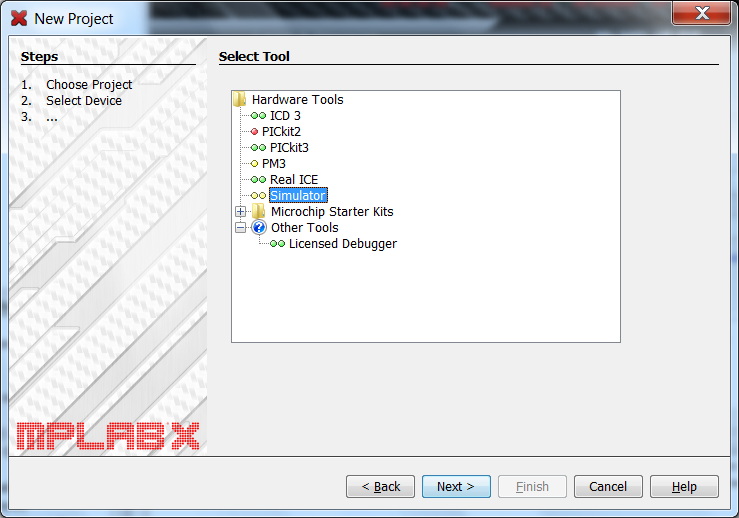 New Project
Steps
1. Choose Project
2. Select Device
3. ...
Select Tool
Hardware Tools
ICD 3
PICkit2
PICkit3
PM3
Real ICE
Simulator
Microchip Starter Kits
Other Tools
Licensed Debugger
MPLAB X
< Back Next > Finish Cancel Help